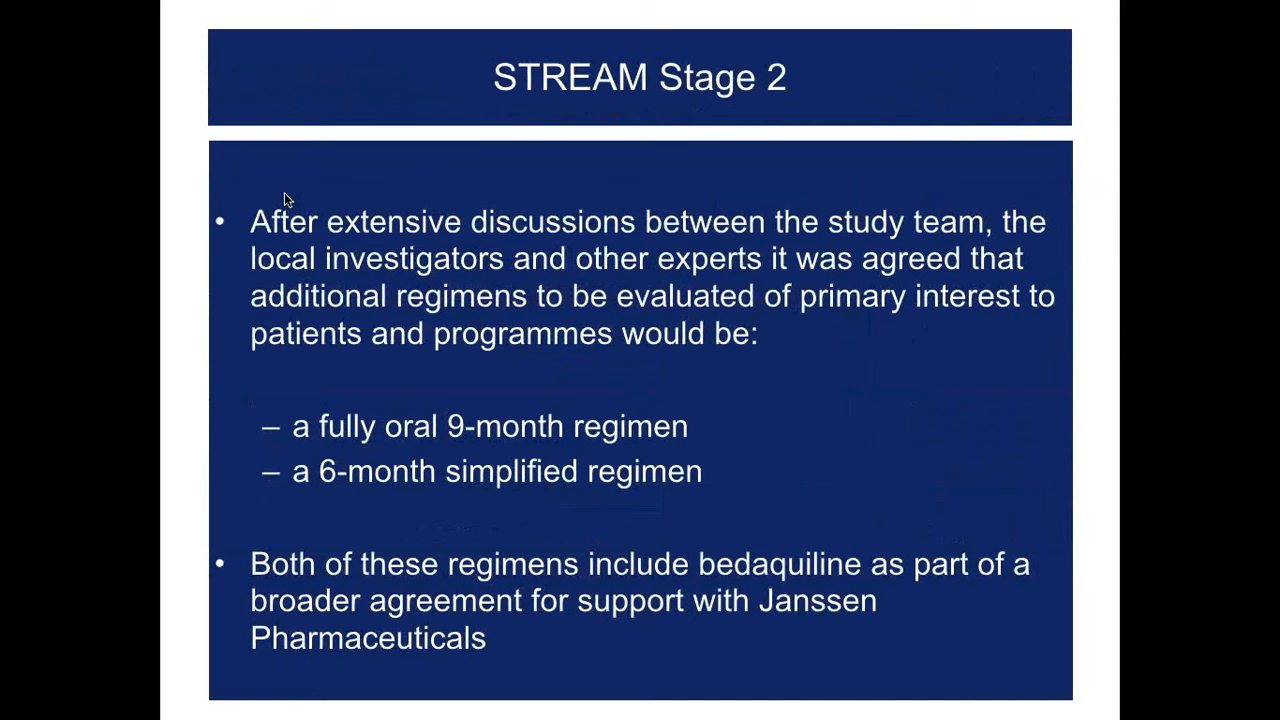 STREAM Stage 2
• After extensive discussions between the study team, the
local investigators and other experts it was agreed that
additional regimens to be evaluated of primary interest to
patients and programmes would be:
– a fully oral 9-month regimen
– a 6-month simplified regimen
• Both of these regimens include bedaquiline as part of a
broader agreement for support with Janssen
Pharmaceuticals